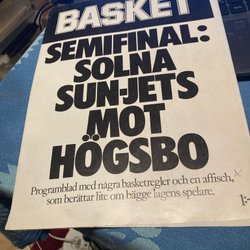 BASKET
SEMIFINAL:
SOLNA
SUN-JETS
MOT
HÖGSBO
Programblad med några basketregler och en affisch,
som berättar lite om bägge lagens spelare.
1:-